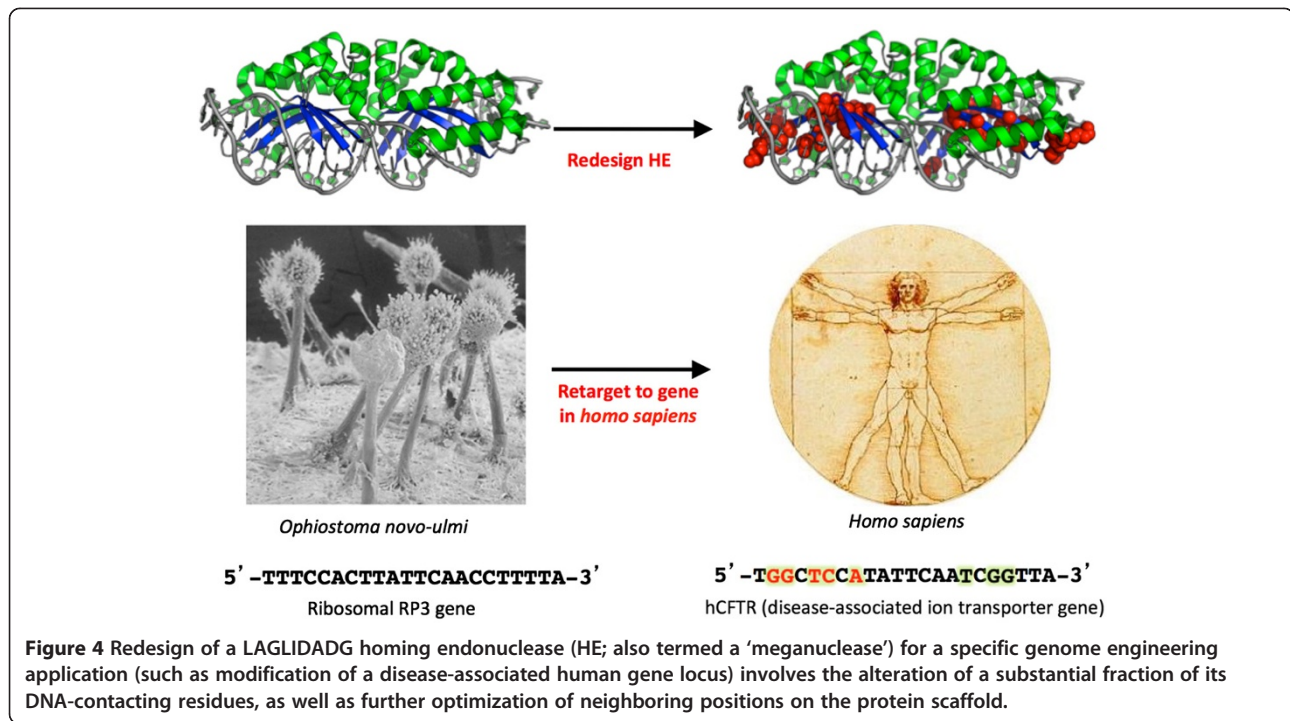 Redesign HE
Retarget to gene
in homo sapiens
Ophiostoma novo-ulmi
Homo sapiens
5'-TTTCCACTTATTCAACCTTTTA-3'
Ribosomal RP3 gene
5'-TGGCTCCATATTCAATCGGTTA-3'
hCFTR (disease-associated ion transporter gene)
Figure 4 Redesign of a LAGLIDADG homing endonuclease (HE; also termed a ‘meganuclease’) for a specific genome engineering
application (such as modification of a disease-associated human gene locus) involves the alteration of a substantial fraction of its
DNA-contacting residues, as well as further optimization of neighboring positions on the protein scaffold.